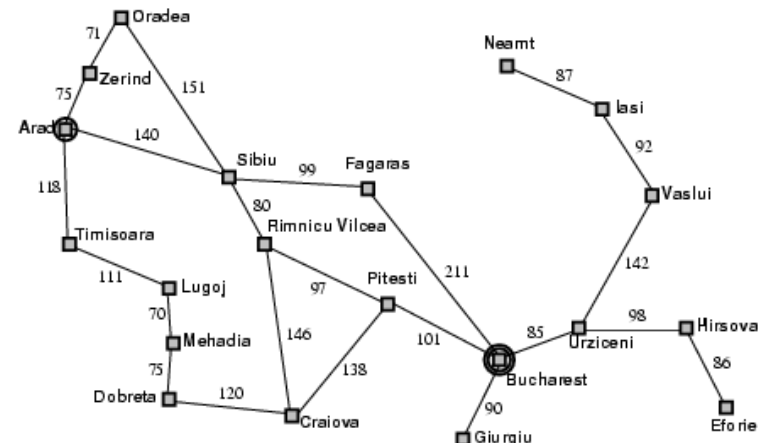 Oradea
71
Neamt
Zerind
87
151
75
Iasi
Arad
140
92
Sibiu
99
Fagaras
118
Vaslui
80
Timisoara
Rimnicu Vilcea
142
111
Lugoj
97
Pitesti
211
70
98
Hirsova
146
85
Mehadia
101
Urziceni
75
138
86
Bucharest
Dobreta
120
90
Craiova
Eforie
Giurgiu